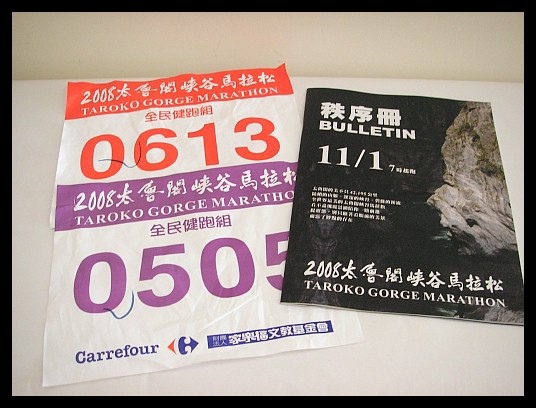 2008太魯閣峽谷馬拉松
TAROKO GORGE MARATHON
全民健跑組
0613
2008太魯閣峽谷馬拉松
TAROKO GORGE MARATHON
全民健跑組
0505
Carrefour
財團法人 家樂福文教基金會
秩序冊
BULLETIN
11/1 7時起跑
2008太魯閣峽谷馬拉松
TAROKO GORGE MARATHON